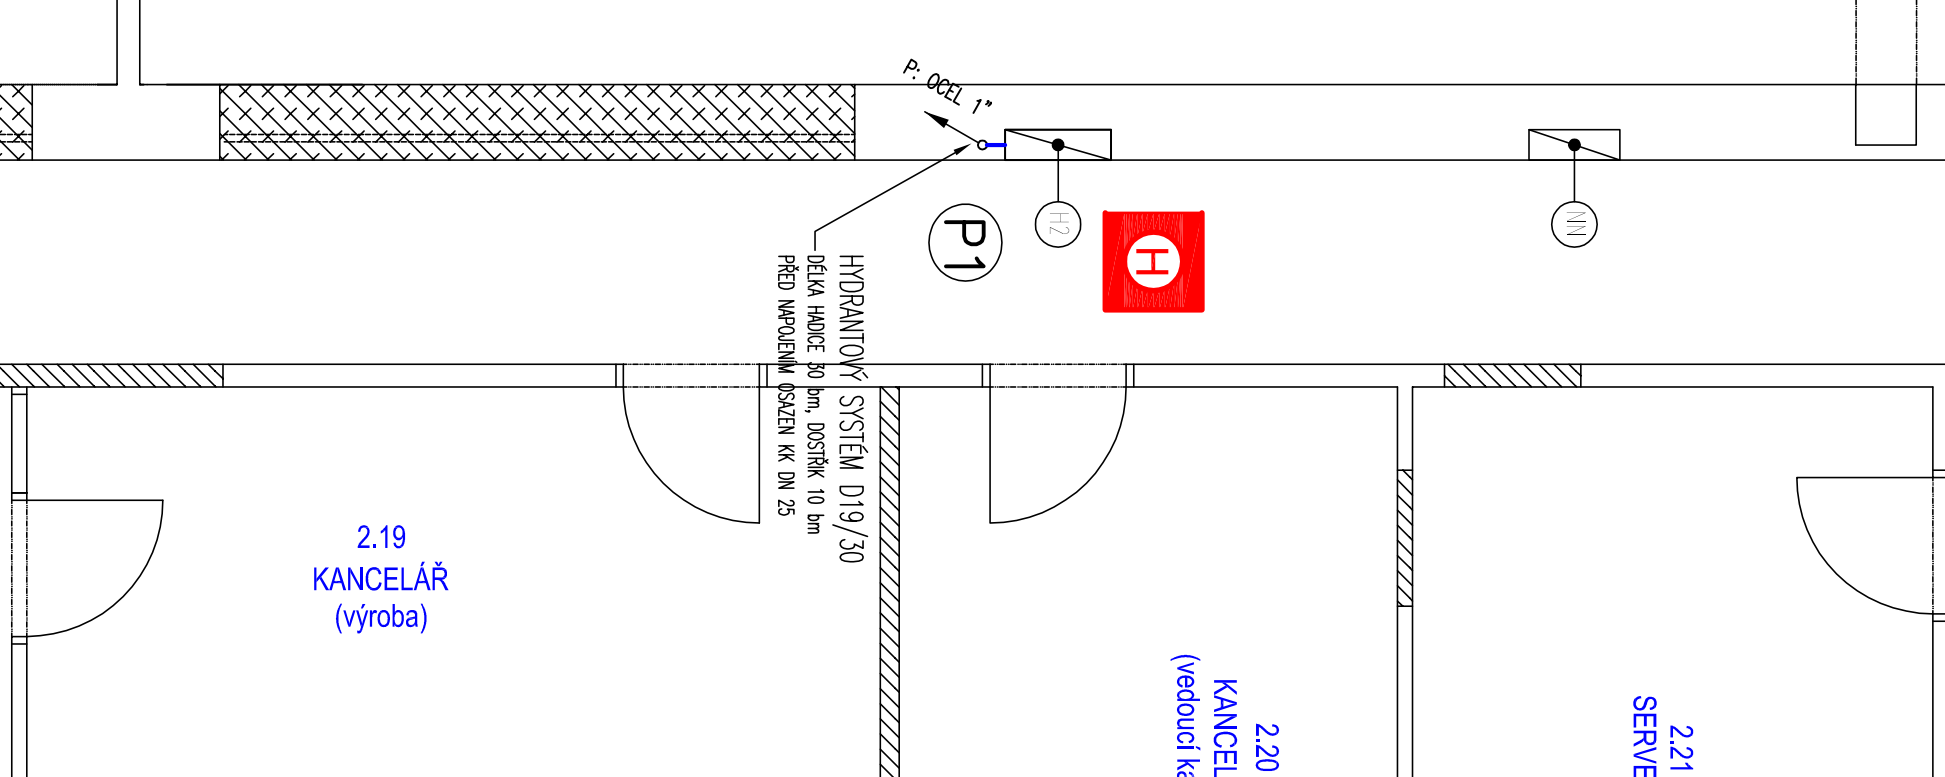 P: OCEL 1"
H2
NN
P1
H
HYDRANTOVÝ SYSTÉM D19/30
DÉLKA HADICE 30 bm, DOSTŘIK 10 bm
PŘED NAPOJENÍM OSAZEN KK DN 25
2.19
KANCELÁŘ
(výroba)
2.20
KANCEL
(vedoucí ka
2.21
SERVE